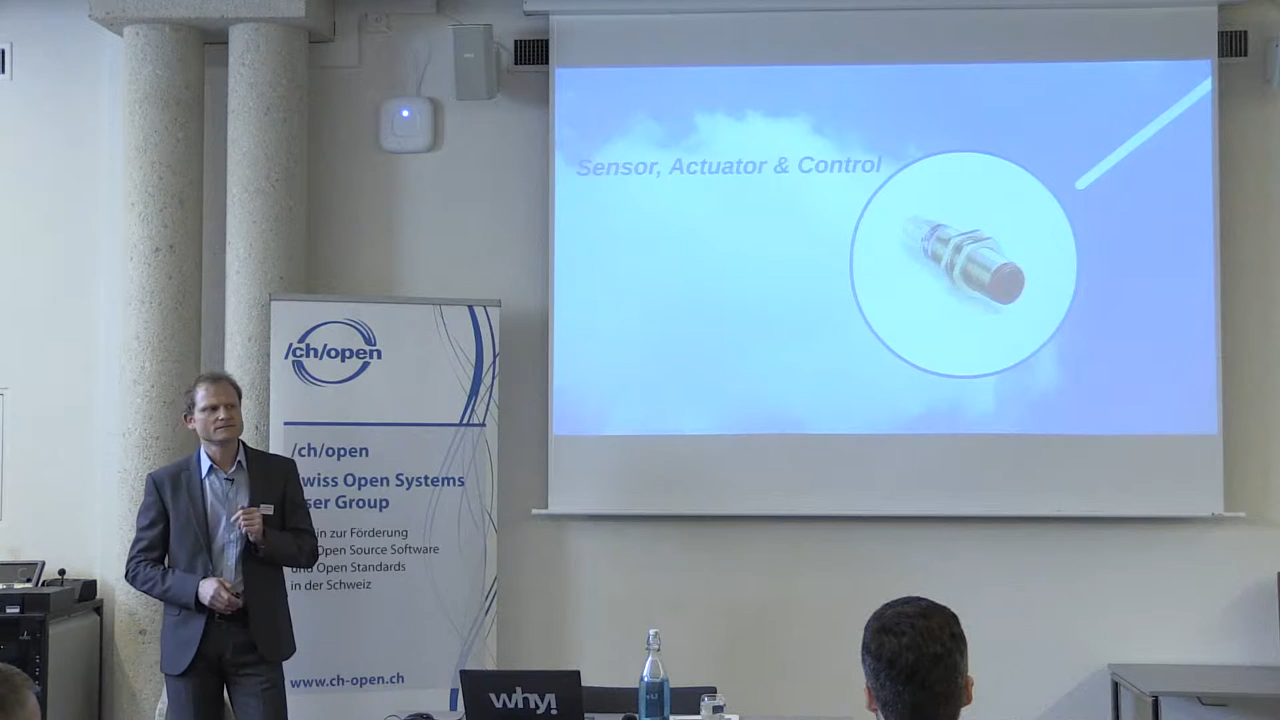 Sensor, Actuator & Control
/ch/open
/ch/open
wiss Open Systems
ser Group
in zur Förderung
Open Source Software
und Open Standards
in der Schweiz
www.ch-open.ch
why!